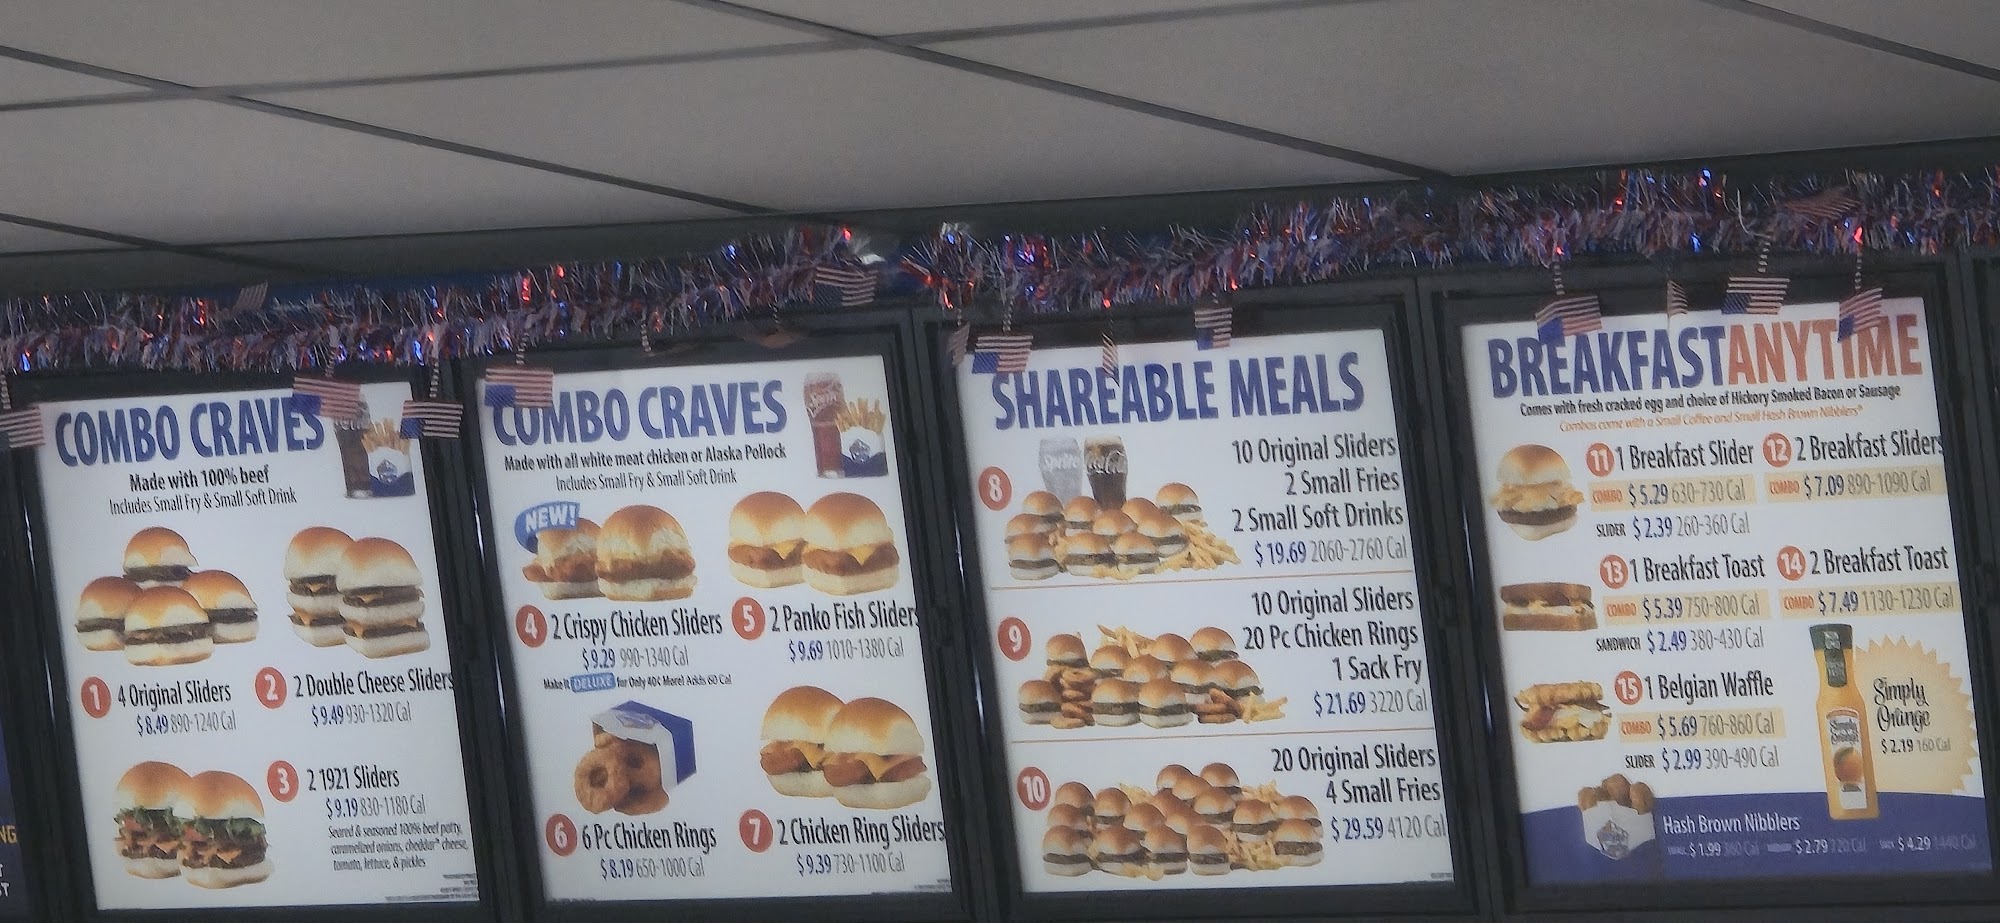 COMBO CRAVES
Made with 100% beef
Includes Small Fry & Small Soft Drink
1 4 Original Sliders
$8.49 890-1240 Cal
2 2 Double Cheese Sliders
$9.49 930-1320 Cal
3 2 1921 Sliders
$9.19 830-1180 Cal
Seared & seasoned 100% beef patty,
caramelized onions, cheddar cheese,
tomato, lettuce, & pickles
COMBO CRAVES
Made with all white meat chicken or Alaska Pollock
Includes Small Fry & Small Soft Drink
Sprite
NEW!
4 2 Crispy Chicken Sliders
$9.29 990-1340 Cal
Make it DELUXE for Only 40¢ More! Adds 60 Cal
5 2 Panko Fish Sliders
$9.69 1010-1380 Cal
6 6 Pc Chicken Rings
$8.19 650-1000 Cal
7 2 Chicken Ring Sliders
$9.39 730-1100 Cal
SHAREABLE MEALS
Sprite
Coca-Cola
8 10 Original Sliders
2 Small Fries
2 Small Soft Drinks
$19.69 2060-2760 Cal
9 10 Original Sliders
20 Pc Chicken Rings
1 Sack Fry
$21.69 3220 Cal
10 20 Original Sliders
4 Small Fries
$29.59 4120 Cal
BREAKFAST ANYTIME
Comes with fresh cracked egg and choice of Hickory Smoked Bacon or Sausage
Combos come with a Small Coffee and Small Hash Brown Nibblers®
11 1 Breakfast Slider
COMBO $5.29 630-730 Cal
SLIDER $2.39 260-360 Cal
12 2 Breakfast Sliders
COMBO $7.09 890-1090 Cal
13 1 Breakfast Toast
COMBO $5.39 750-800 Cal
SANDWICH $2.49 380-430 Cal
14 2 Breakfast Toast
COMBO $7.49 1130-1230 Cal
15 1 Belgian Waffle
COMBO $5.69 760-860 Cal
SLIDER $2.99 390-490 Cal
Simply
Orange
$2.19 160 Cal
Simply
Orange
Hash Brown Nibblers
$1.99 Cal $2.79 Cal $4.29 Cal
NG
T
ST